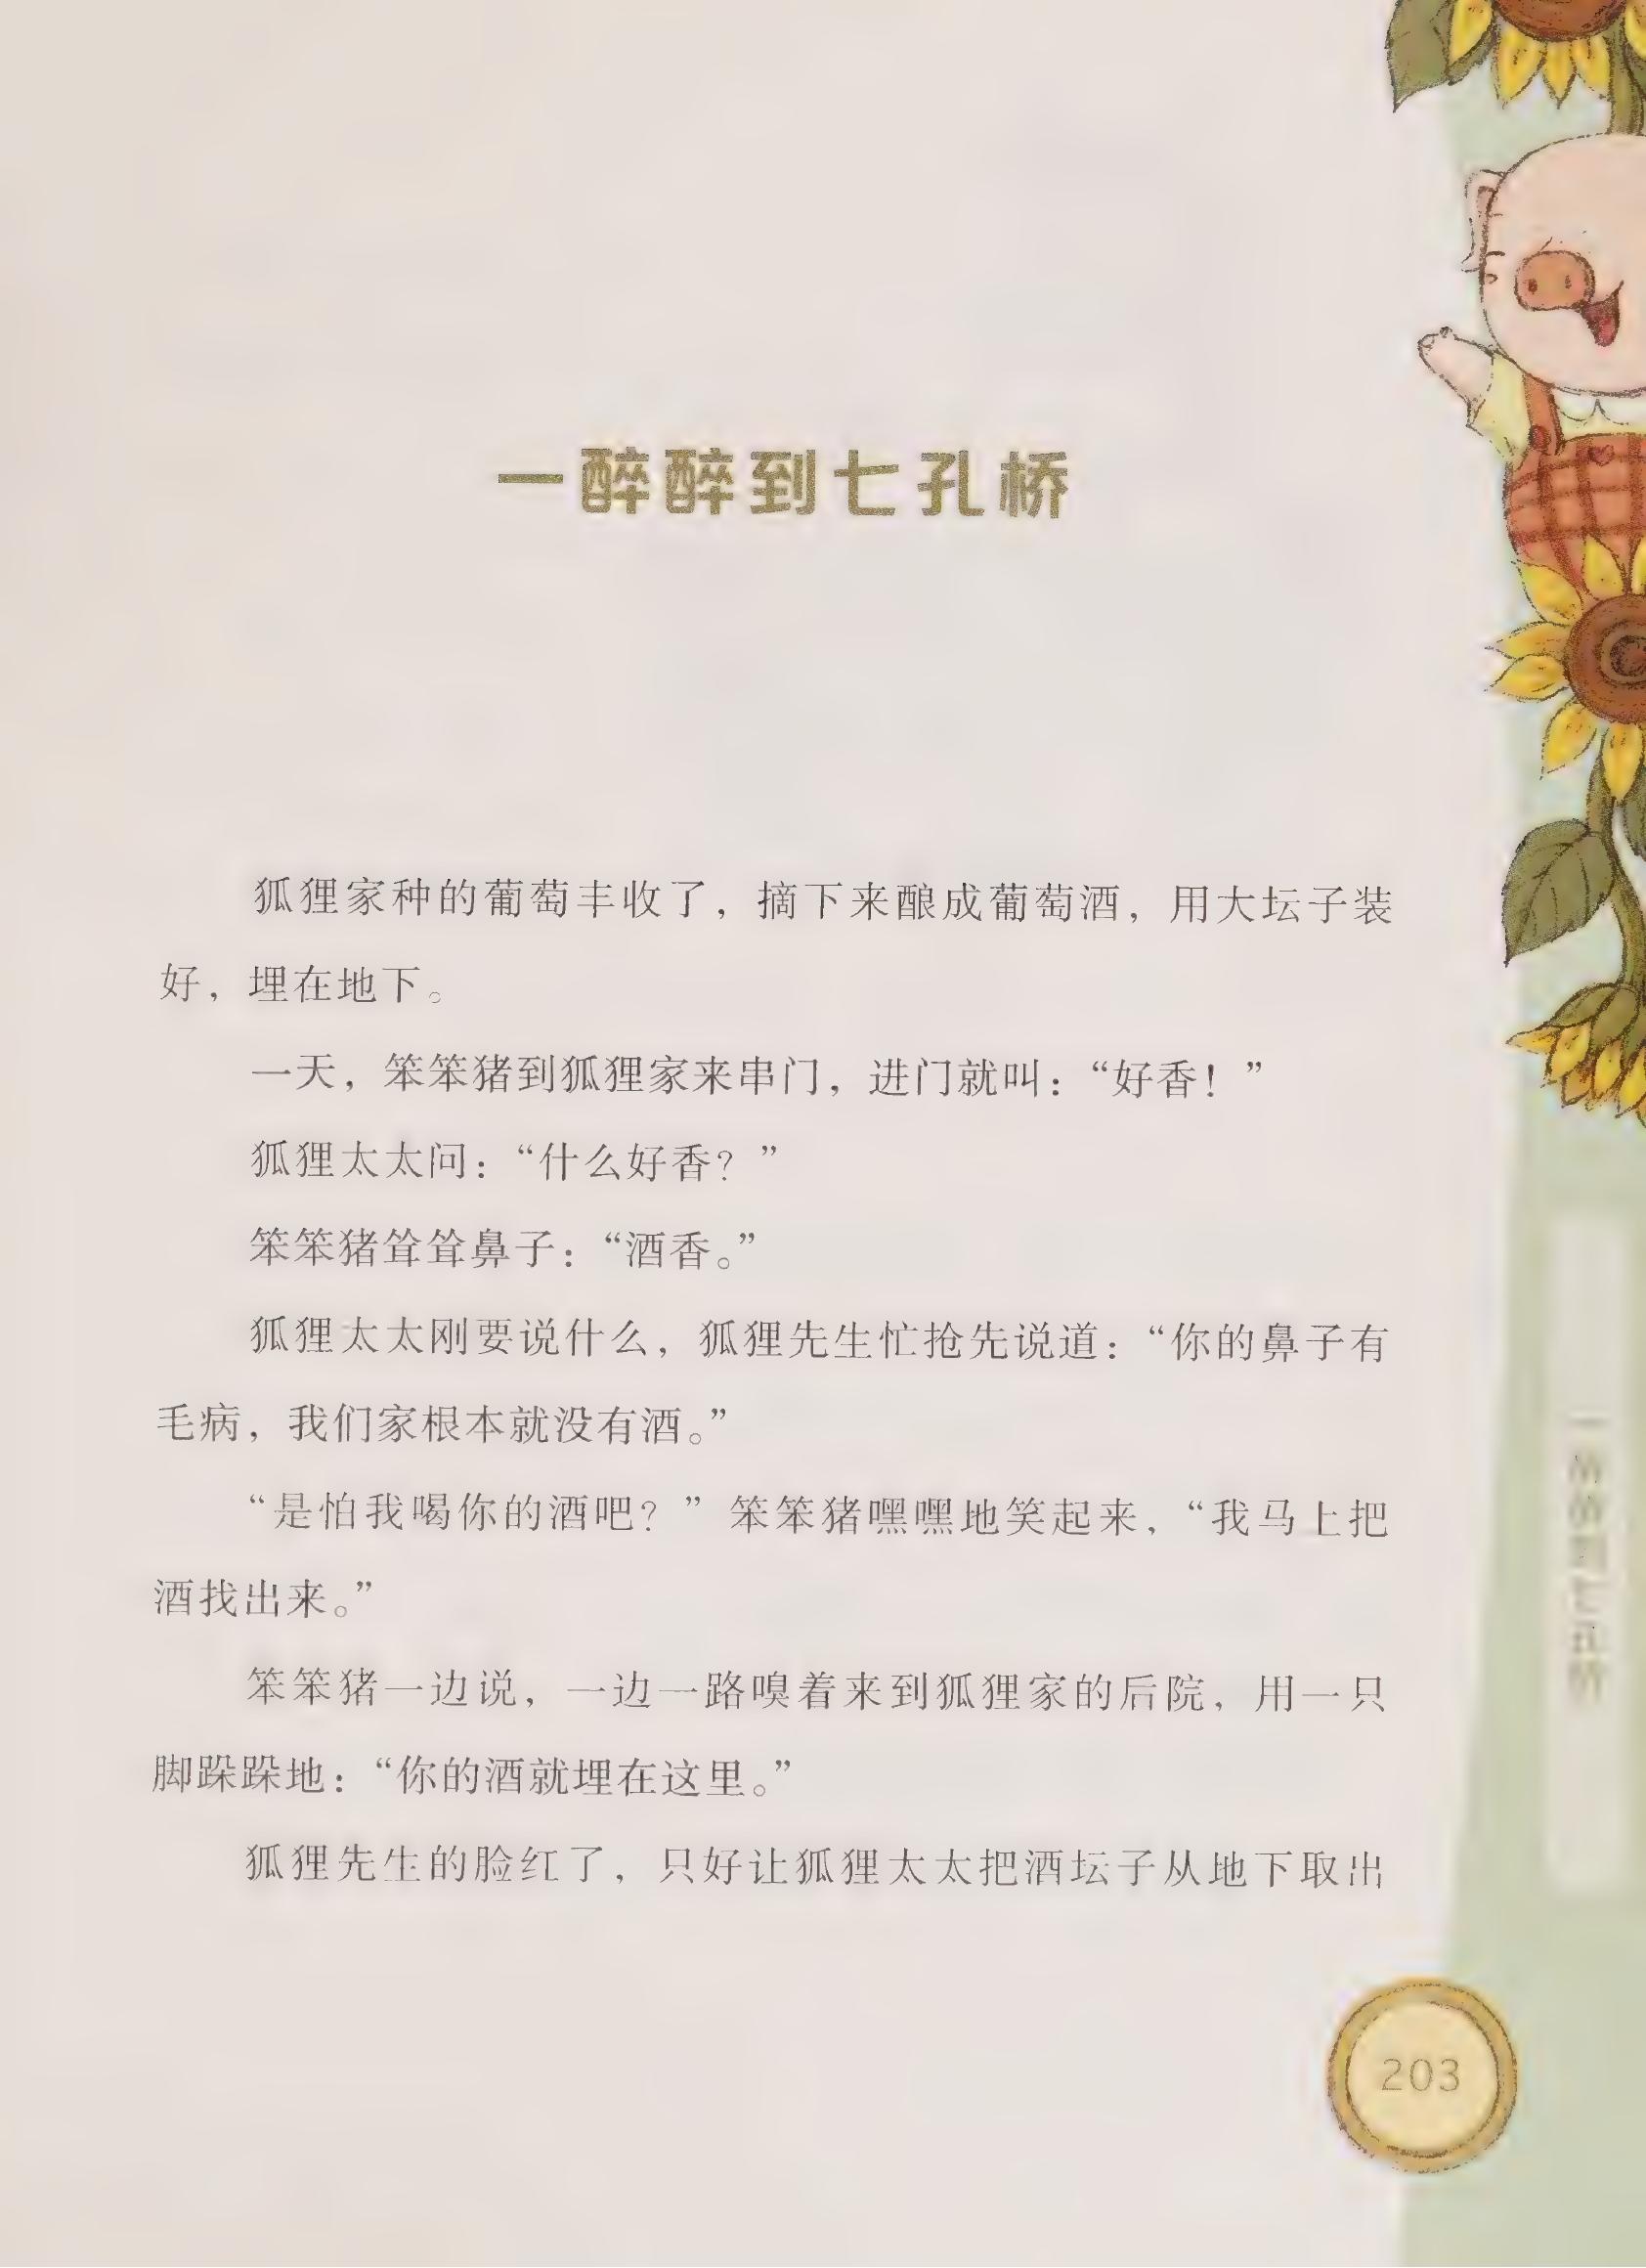 一醉醉到七孔桥
狐狸家种的葡萄丰收了，摘下来酿成葡萄酒，用大坛子装
好，埋在地下。
一天，笨笨猪到狐狸家来串门，进门就叫：“好香！”
狐狸太太问：“什么好香？”
笨笨猪耸耸鼻子：“酒香。”
狐狸太太刚要说什么，狐狸先生忙抢先说道：“你的鼻子有
毛病，我们家根本就没有酒。”
“是怕我喝你的酒吧？”笨笨猪嘿嘿地笑起来，“我马上把
酒找出来。”
笨笨猪一边说，一边一路嗅着来到狐狸家的后院，用一只
脚跺跺地：“你的酒就埋在这里。”
狐狸先生的脸红了，只好让狐狸太太把酒坛子从地下取出
一醉醉到七孔桥
203